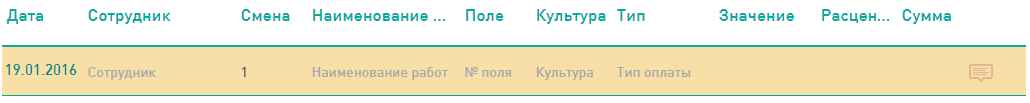 Дата Сотрудник Смена Наименование ... Поле Культура Тип Значение Расцен... Сумма
19.01.2016 Сотрудник 1 Наименование работ № поля Культура Тип оплаты